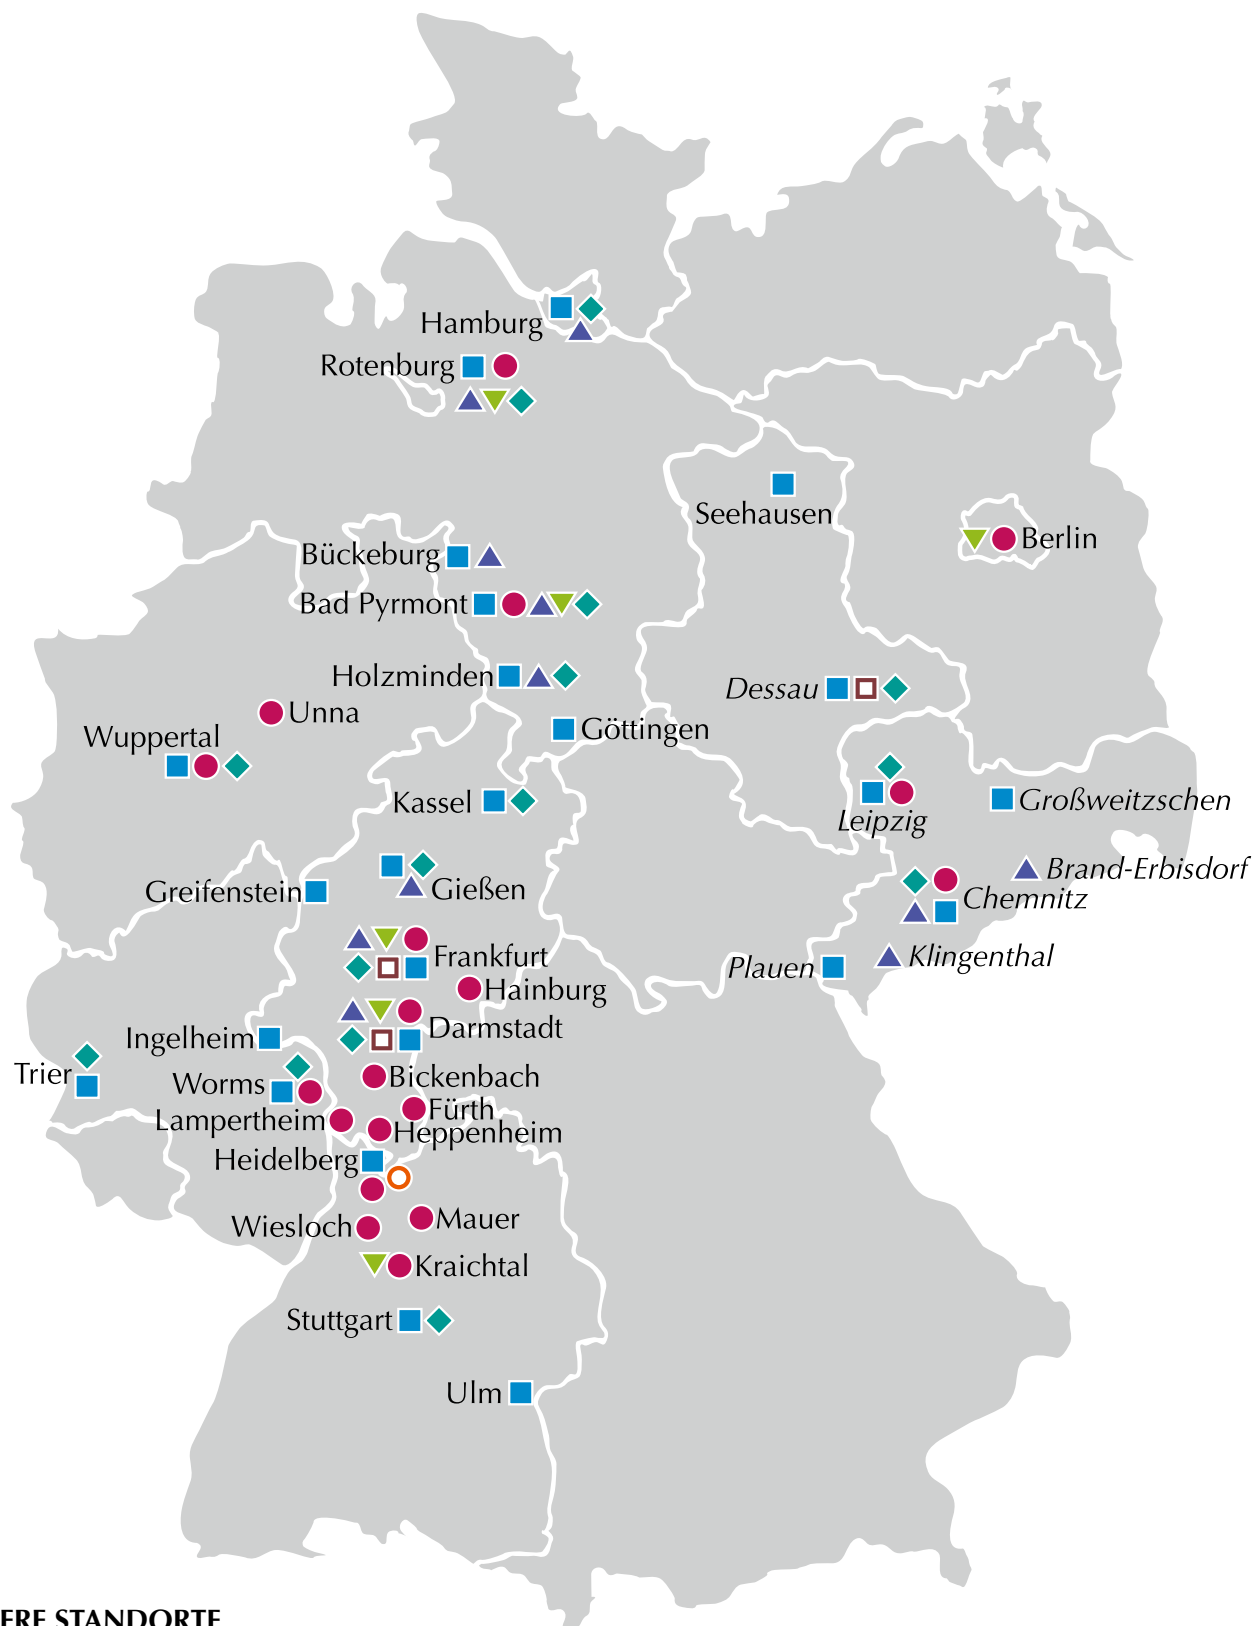 Hamburg
Rotenburg
Seehausen
Berlin
Bückeburg
Bad Pyrmont
Holzminden
Dessau
Unna
Göttingen
Wuppertal
Kassel
Großweitzschen
Leipzig
Brand-Erbisdorf
Greifenstein
Gießen
Chemnitz
Frankfurt
Klingenthal
Plauen
Hainburg
Darmstadt
Ingelheim
Trier
Bickenbach
Worms
Fürth
Lampertheim
Heppenheim
Heidelberg
Mauer
Wiesloch
Kraichtal
Stuttgart
Ulm
ERE STANDORTE